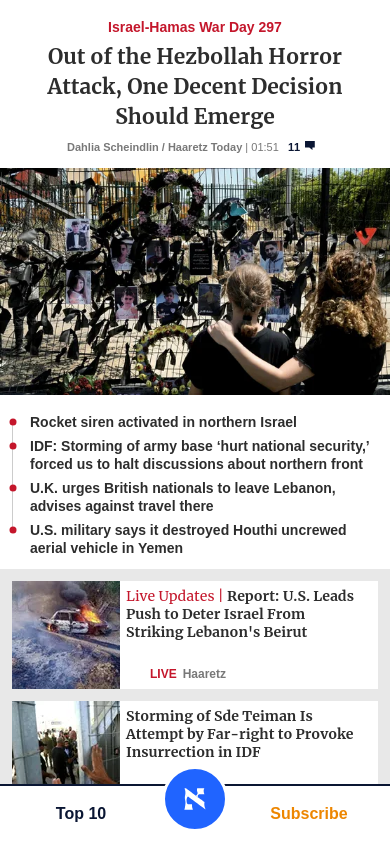 Israel-Hamas War Day 297
Out of the Hezbollah Horror
Attack, One Decent Decision
Should Emerge
Dahlia Scheindlin / Haaretz Today | 01:51 11
Rocket siren activated in northern Israel
IDF: Storming of army base ‘hurt national security,’
forced us to halt discussions about northern front
U.K. urges British nationals to leave Lebanon,
advises against travel there
U.S. military says it destroyed Houthi uncrewed
aerial vehicle in Yemen
Live Updates | Report: U.S. Leads
Push to Deter Israel From
Striking Lebanon's Beirut
LIVE Haaretz
Storming of Sde Teiman Is
Attempt by Far-right to Provoke
Insurrection in IDF
Top 10
א
Subscribe